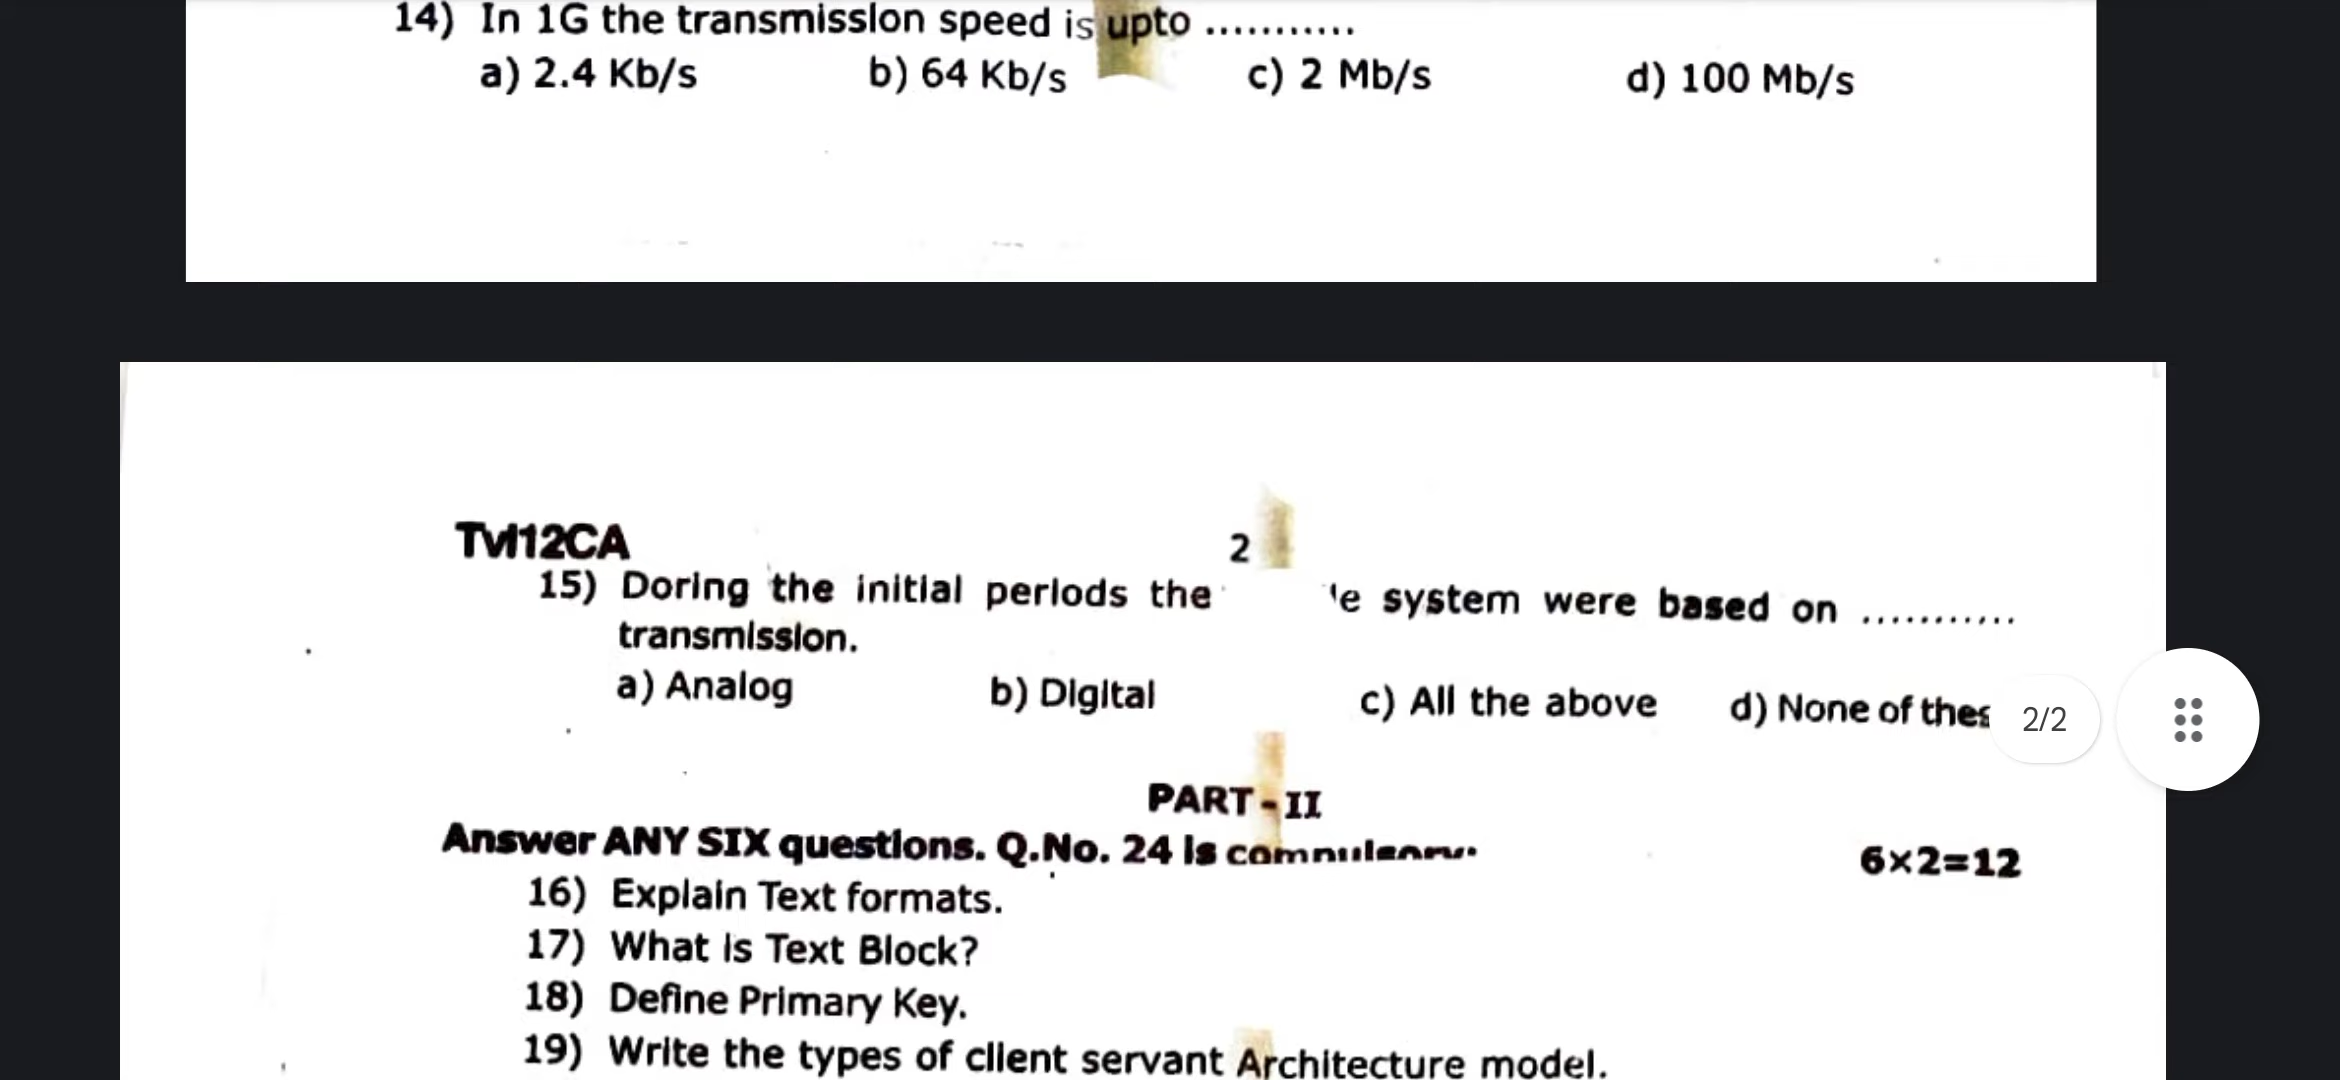 14) In 1G the transmission speed is upto ...........
a) 2.4 Kb/s b) 64 Kb/s c) 2 Mb/s d) 100 Mb/s
Tvl12CA 2
15) Doring the initial periods the system were based on ...........
transmission.
a) Analog b) Digital c) All the above d) None of
2/2
PART - II
Answer ANY SIX questions. Q.No. 24 is 6×2=12
16) Explain Text formats.
17) What is Text Block?
18) Define Primary Key.
19) Write the types of client servant Architecture model.